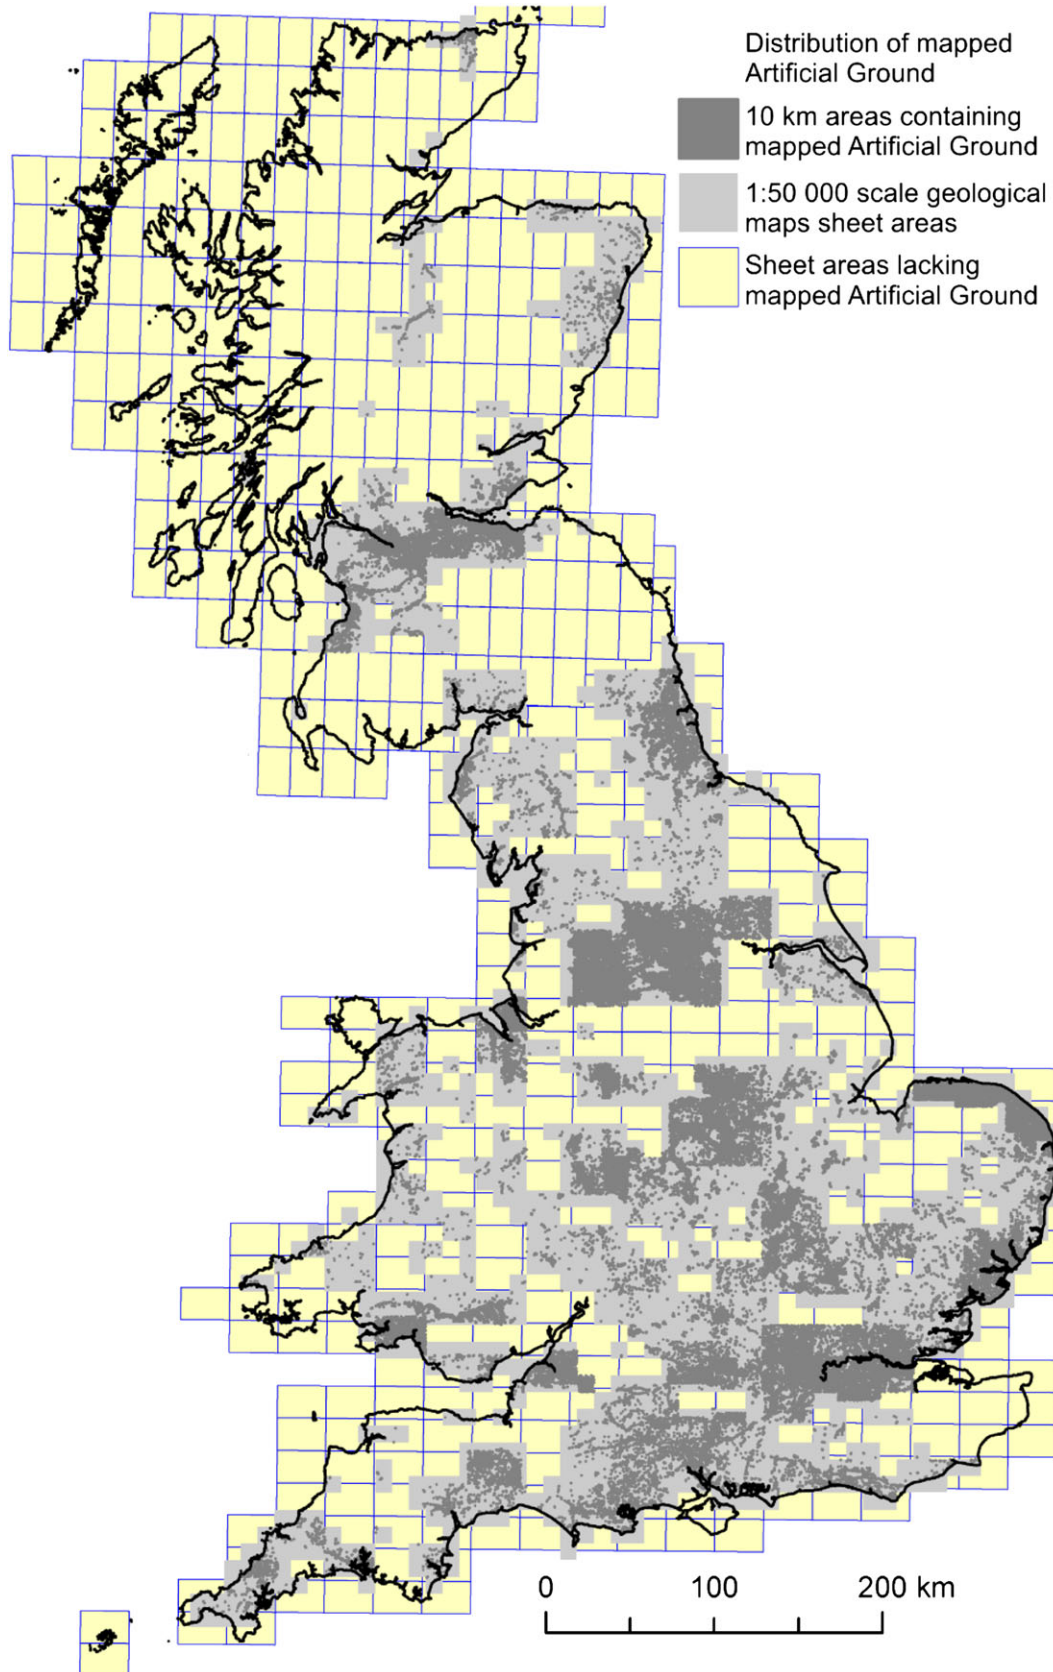 Distribution of mapped
Artificial Ground
10 km areas containing
mapped Artificial Ground
1:50 000 scale geological
maps sheet areas
Sheet areas lacking
mapped Artificial Ground
0 100 200 km